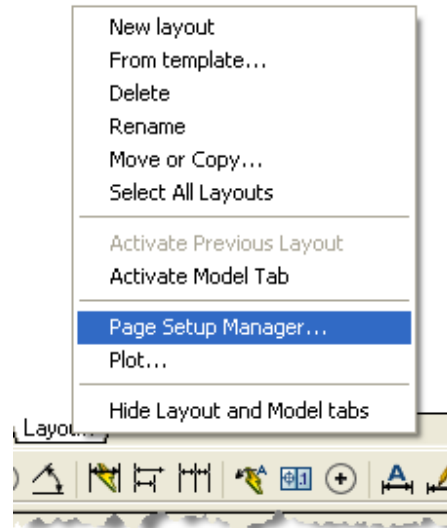 New layout
From template...
Delete
Rename
Move or Copy...
Select All Layouts
Activate Previous Layout
Activate Model Tab
Page Setup Manager...
Plot...
Hide Layout and Model tabs